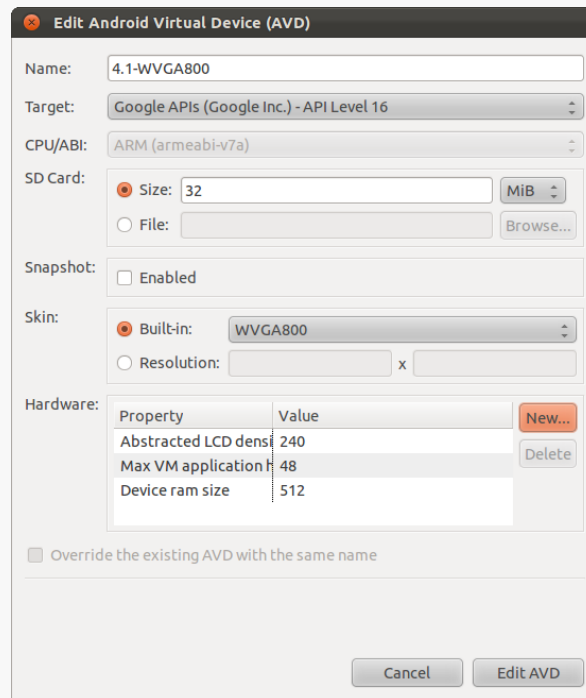 Edit Android Virtual Device (AVD)
Name: 4.1-WVGA800
Target: Google APIs (Google Inc.) - API Level 16
CPU/ABI: ARM (armeabi-v7a)
SD Card:
Size: 32 MiB
File: Browse...
Snapshot:
Enabled
Skin:
Built-in: WVGA800
Resolution: x
Hardware:
Property Value New...
Abstracted LCD densi 240
Delete
Max VM application h 48
Device ram size 512
Override the existing AVD with the same name
Cancel Edit AVD